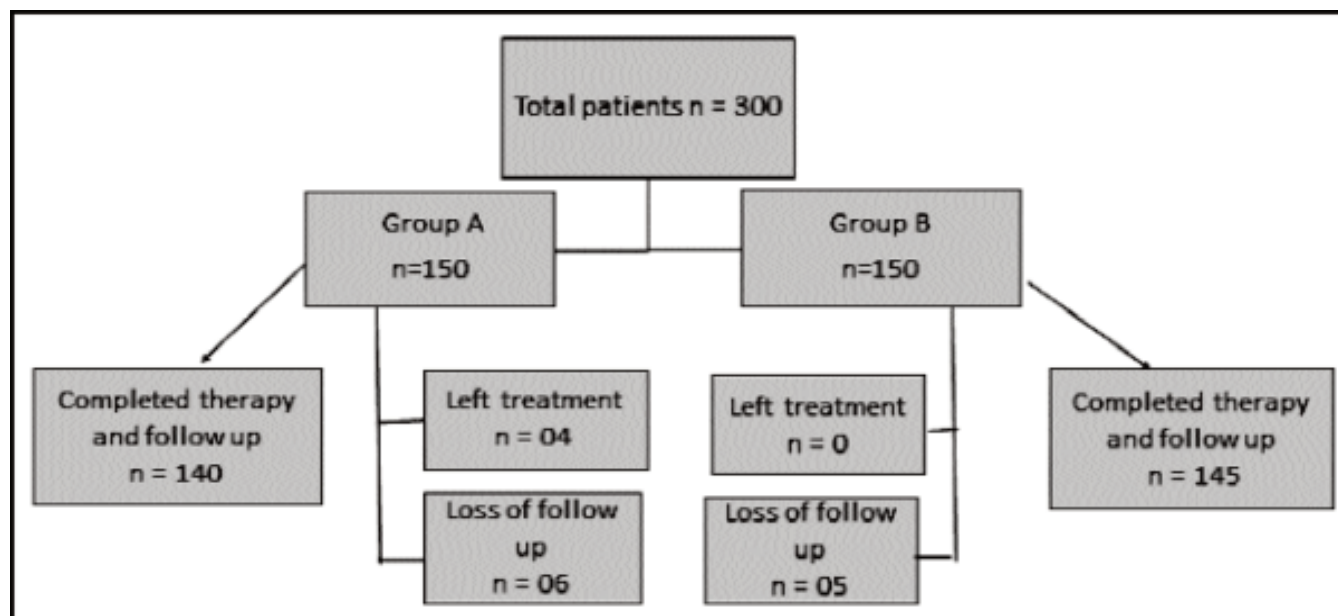 Total patients n = 300
Group A
n=150
Group B
n=150
Completed therapy
and follow up
n = 140
Left treatment
n = 04
Left treatment
n = 0
Completed therapy
and follow up
n = 145
Loss of follow
up
n = 06
Loss of follow
up
n = 05